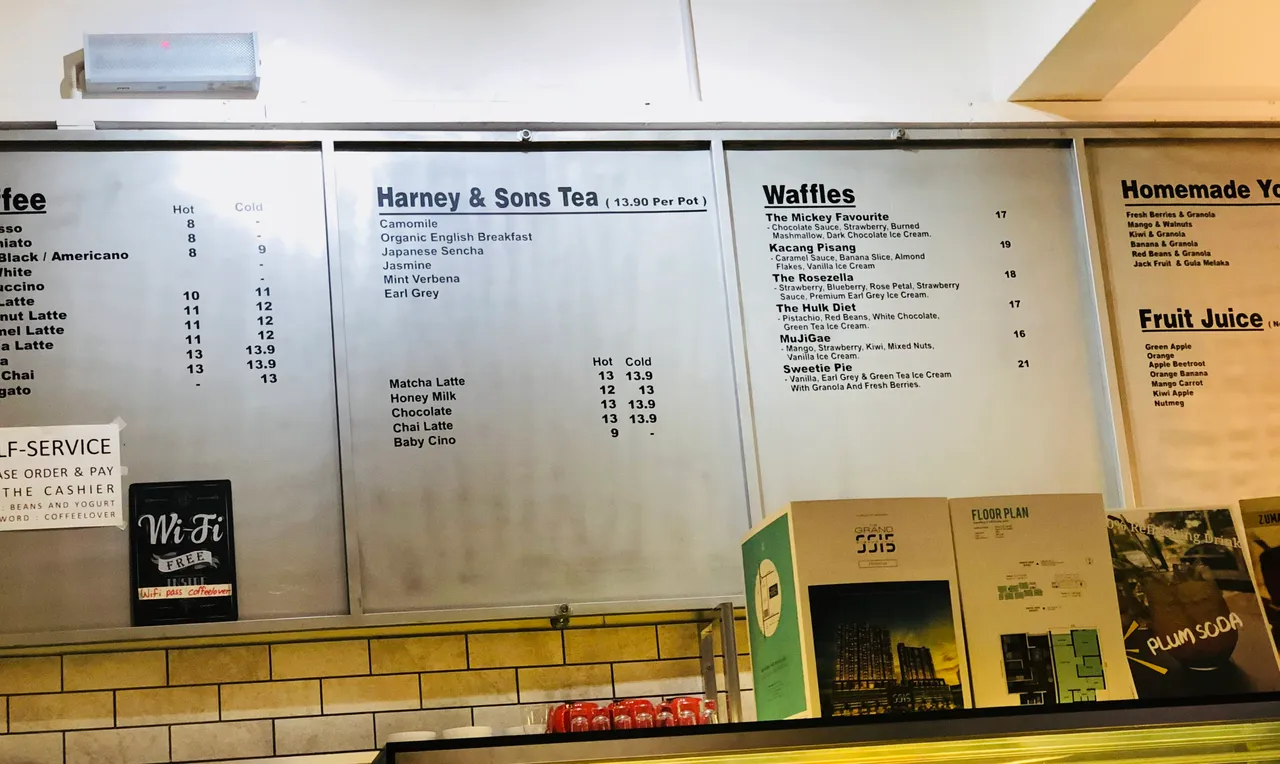 ffee
Hot Cold
sso 8 -
hiato 8 -
Black / Americano 8 9
White -
uccino -
Latte 10 11
nut Latte 11 12
mel Latte 11 12
a Latte 11 12
a 13 13.9
Chai 13 13.9
gato - 13
LF-SERVICE
ASE ORDER & PAY
THE CASHIER
: BEANS AND YOGURT
WORD : COFFEELOVER
Wi-Fi
FREE
INSIDE
Wifi pass coffeelover
Harney & Sons Tea ( 13.90 Per Pot )
Camomile
Organic English Breakfast
Japanese Sencha
Jasmine
Mint Verbena
Earl Grey
Hot Cold
Matcha Latte 13 13.9
Honey Milk 12 13
Chocolate 13 13.9
Chai Latte 13 13.9
Baby Cino 9 -
Waffles
The Mickey Favourite 17
- Chocolate Sauce, Strawberry, Burned
Mashmallow, Dark Chocolate Ice Cream.
Kacang Pisang 19
- Caramel Sauce, Banana Slice, Almond
Flakes, Vanilla Ice Cream
The Rosezella 18
- Strawberry, Blueberry, Rose Petal, Strawberry
Sauce, Premium Earl Grey Ice Cream.
The Hulk Diet 17
- Pistachio, Red Beans, White Chocolate,
Green Tea Ice Cream.
MuJiGae 16
- Mango, Strawberry, Kiwi, Mixed Nuts,
Vanilla Ice Cream.
Sweetie Pie 21
- Vanilla, Earl Grey & Green Tea Ice Cream
With Granola And Fresh Berries.
Homemade Yo
Fresh Berries & Granola
Mango & Walnuts
Kiwi & Granola
Banana & Granola
Red Beans & Granola
Jack Fruit & Gula Melaka
Fruit Juice ( N
Green Apple
Orange
Apple Beetroot
Orange Banana
Mango Carrot
Kiwi Apple
Nutmeg
GRAND
SS15
SS15
FLOOR PLAN
Refreshing Drink
PLUM SODA
ZUM